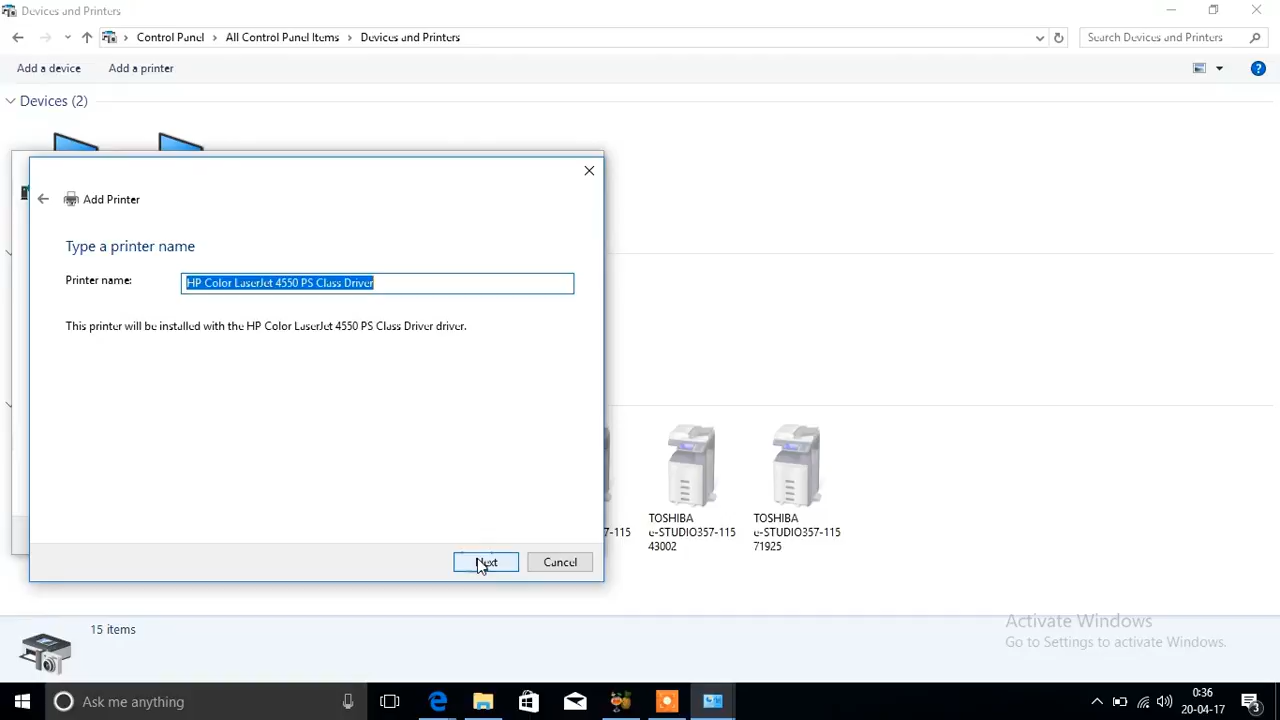 Devices and Printers
Control Panel
All Control Panel Items
Devices and Printers
Search Devices and Printers
Add a device
Add a printer
Devices (2)
Add Printer
Type a printer name
Printer name:
HP Color LaserJet 4550 PS Class Driver
This printer will be installed with the HP Color LaserJet 4550 PS Class Driver driver.
Next
Cancel
7-115
TOSHIBA
e-STUDIO357-115
43002
TOSHIBA
e-STUDIO357-115
71925
15 items
Activate Windows
Go to Settings to activate Windows.
Ask me anything
0:36
20-04-17
3